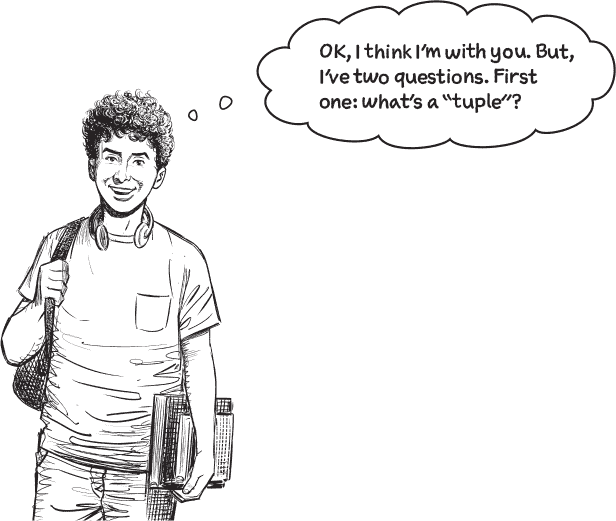 OK, I think I'm with you. But,
I've two questions. First
one: what's a "tuple"?